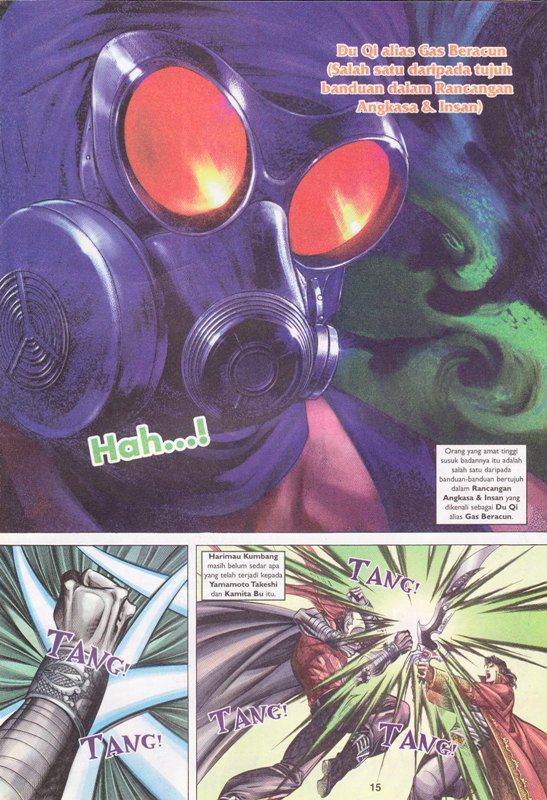 Du Qi alias Gas Beracun
(Salah satu daripada tujuh
banduan dalam Rancangan
Angkasa & Insan)
Hah...!
Orang yang amat tinggi
susuk badannya itu adalah
salah satu daripada
banduan-banduan bertujuh
dalam Rancangan
Angkasa & Insan yang
dikenali sebagai Du Qi
alias Gas Beracun.
TANG!
TANG!
Harimau Kumbang
masih belum sedar apa
yang telah terjadi kepada
Yamamoto Takeshi
dan Kamita Bu itu.
TANG!
TANG!
TANG!
15